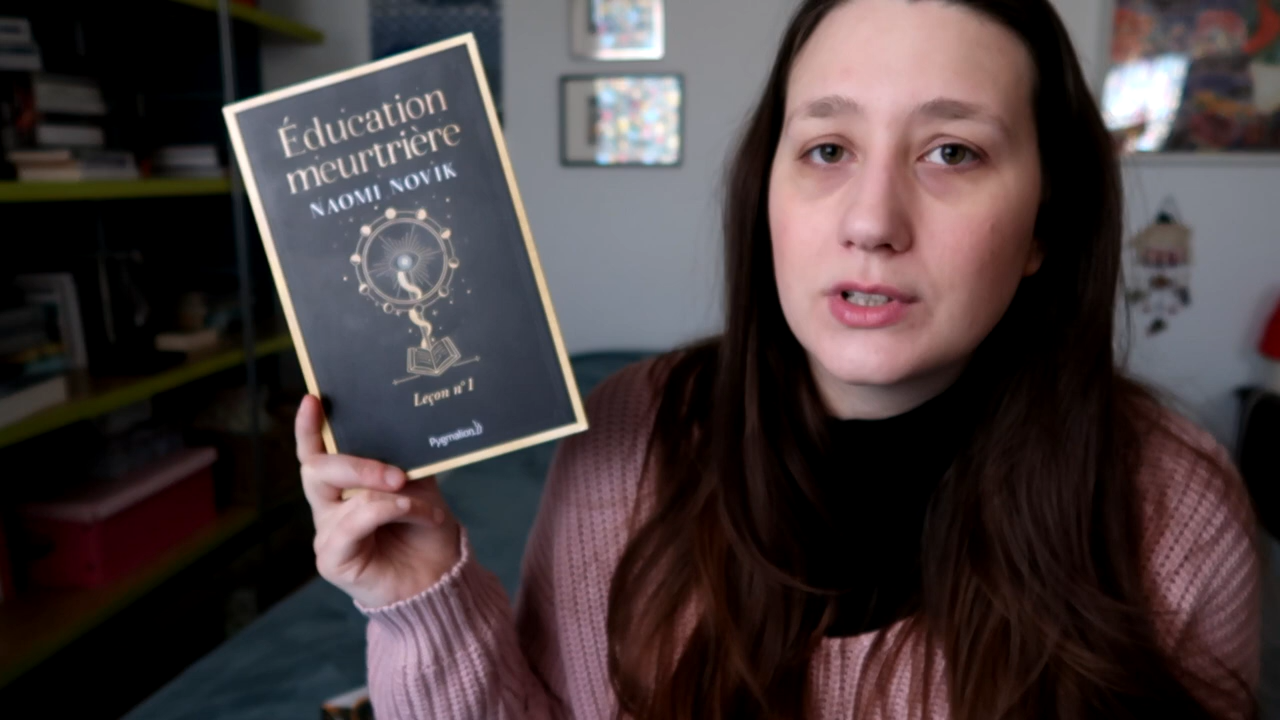 Éducation
meurtrière
NAOMI NOVIK
Leçon n°1
Pygmalion